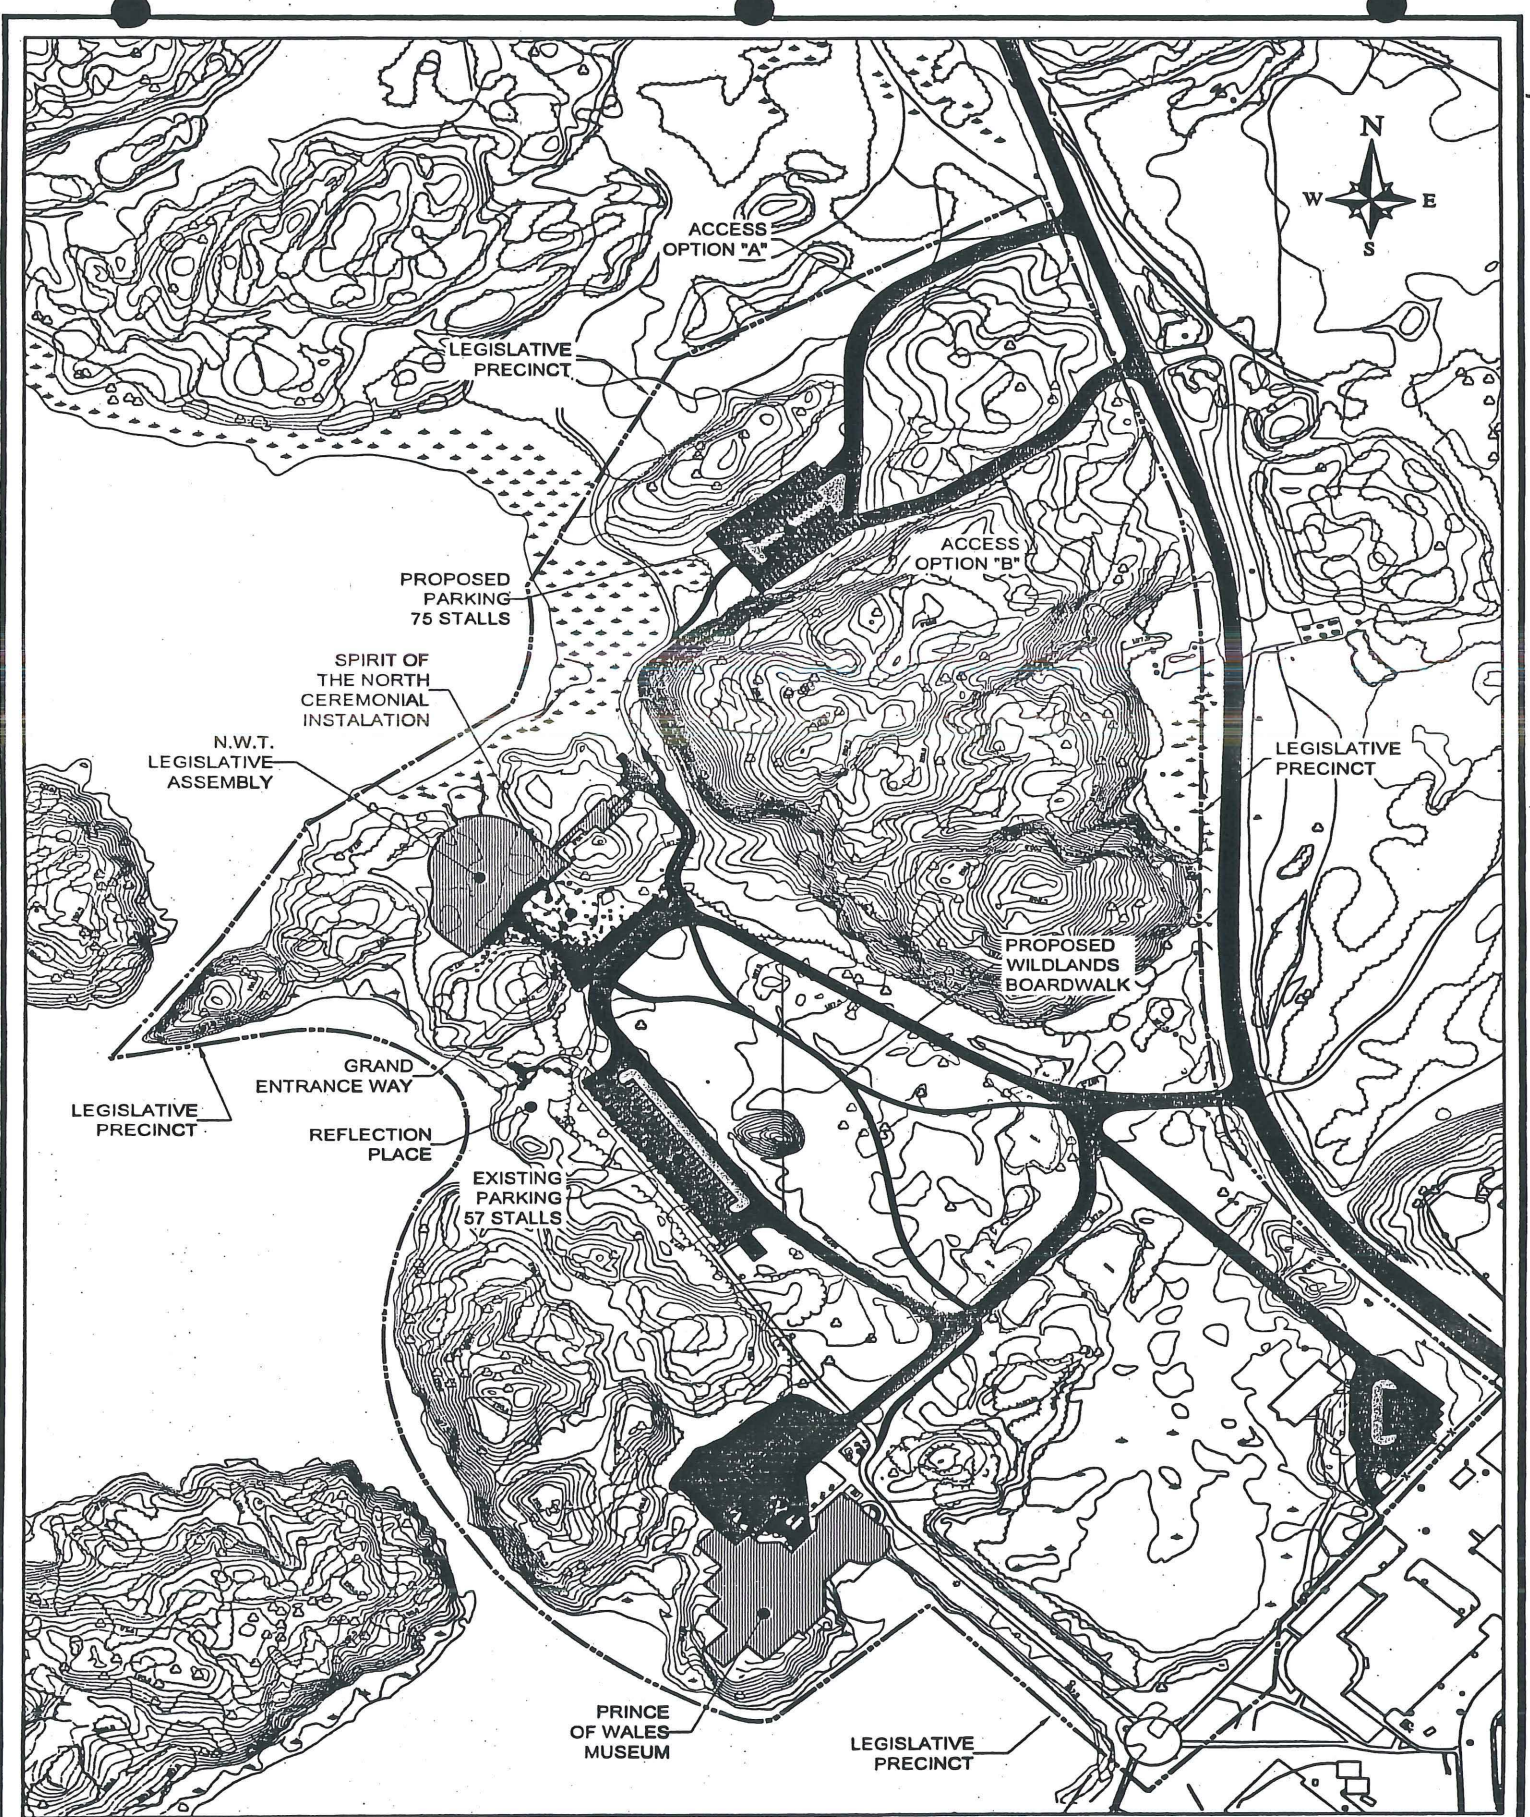 N
W E
S
ACCESS
OPTION "A"
LEGISLATIVE
PRECINCT
ACCESS
OPTION "B"
PROPOSED
PARKING
75 STALLS
SPIRIT OF
THE NORTH
CEREMONIAL
INSTALATION
N.W.T.
LEGISLATIVE
ASSEMBLY
LEGISLATIVE
PRECINCT
PROPOSED
WILDLANDS
BOARDWALK
GRAND
ENTRANCE WAY
LEGISLATIVE
PRECINCT
REFLECTION
PLACE
EXISTING
PARKING
57 STALLS
PRINCE
OF WALES
MUSEUM
LEGISLATIVE
PRECINCT